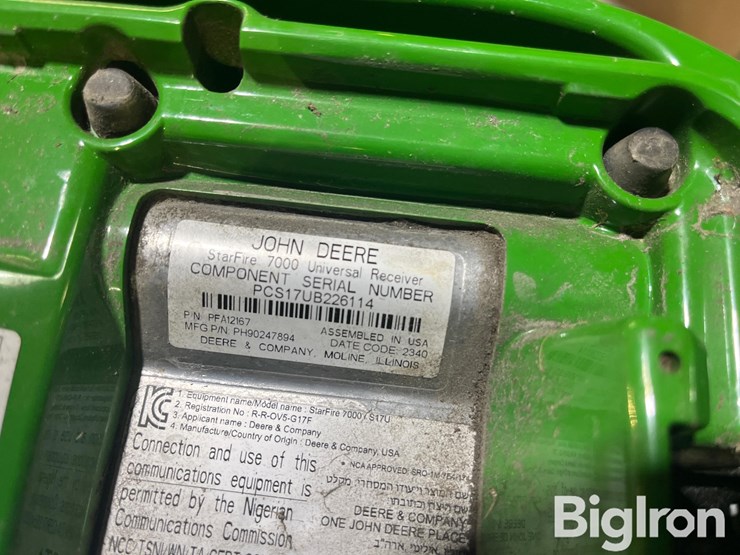 JOHN DEERE
StarFire 7000 Universal Receiver
COMPONENT SERIAL NUMBER
PCS17UB226114
P/N PFA12167 ASSEMBLED IN USA
MFG P/N: PH90247894 DATE CODE: 2340
DEERE & COMPANY, MOLINE, ILLINOIS
1. Equipment name/Model name : StarFire 7000 / S17U
2. Registration No : R-R-OV5-G17F
3. Applicant name : Deere & Company
4. Manufacture/Country of Origin : Deere & Company, USA
Connection and use of this
communications equipment is
permitted by the Nigerian
Communications Commission
* NCA APPROVED:
DEERE & COMPANY
ONE JOHN DEERE PLACE
BigIron